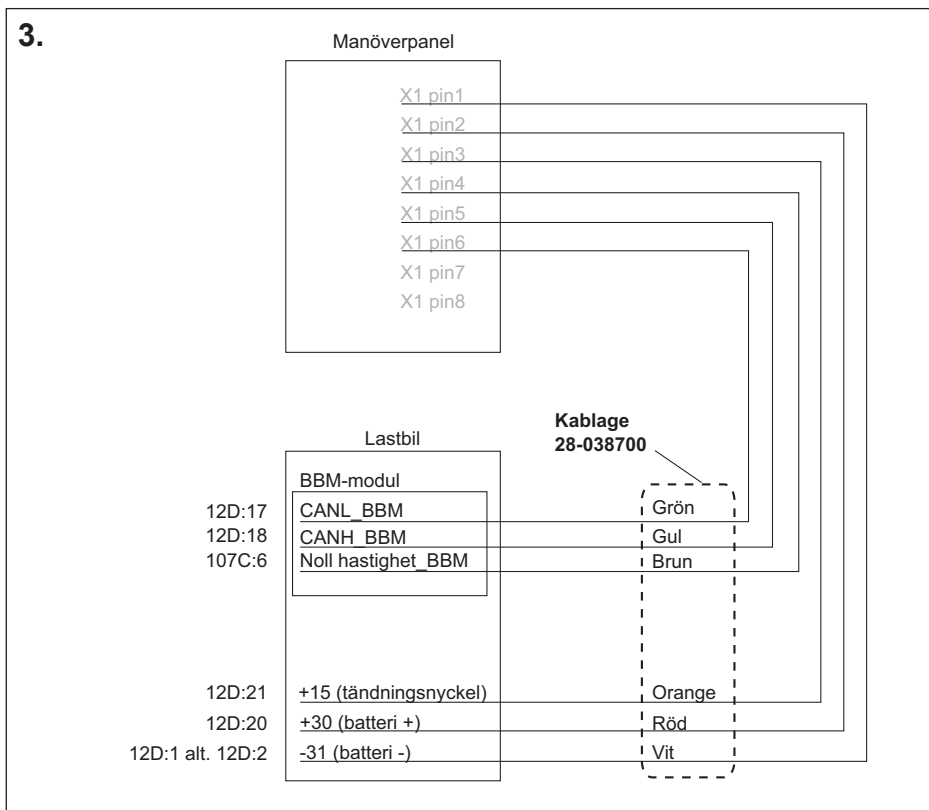 3.
Manöverpanel
X1 pin1
X1 pin2
X1 pin3
X1 pin4
X1 pin5
X1 pin6
X1 pin7
X1 pin8
Kablage
28-038700
Lastbil
BBM-modul
12D:17 CANL_BBM Grön
12D:18 CANH_BBM Gul
107C:6 Noll hastighet_BBM Brun
12D:21 +15 (tändningsnyckel) Orange
12D:20 +30 (batteri +) Röd
12D:1 alt. 12D:2 -31 (batteri -) Vit